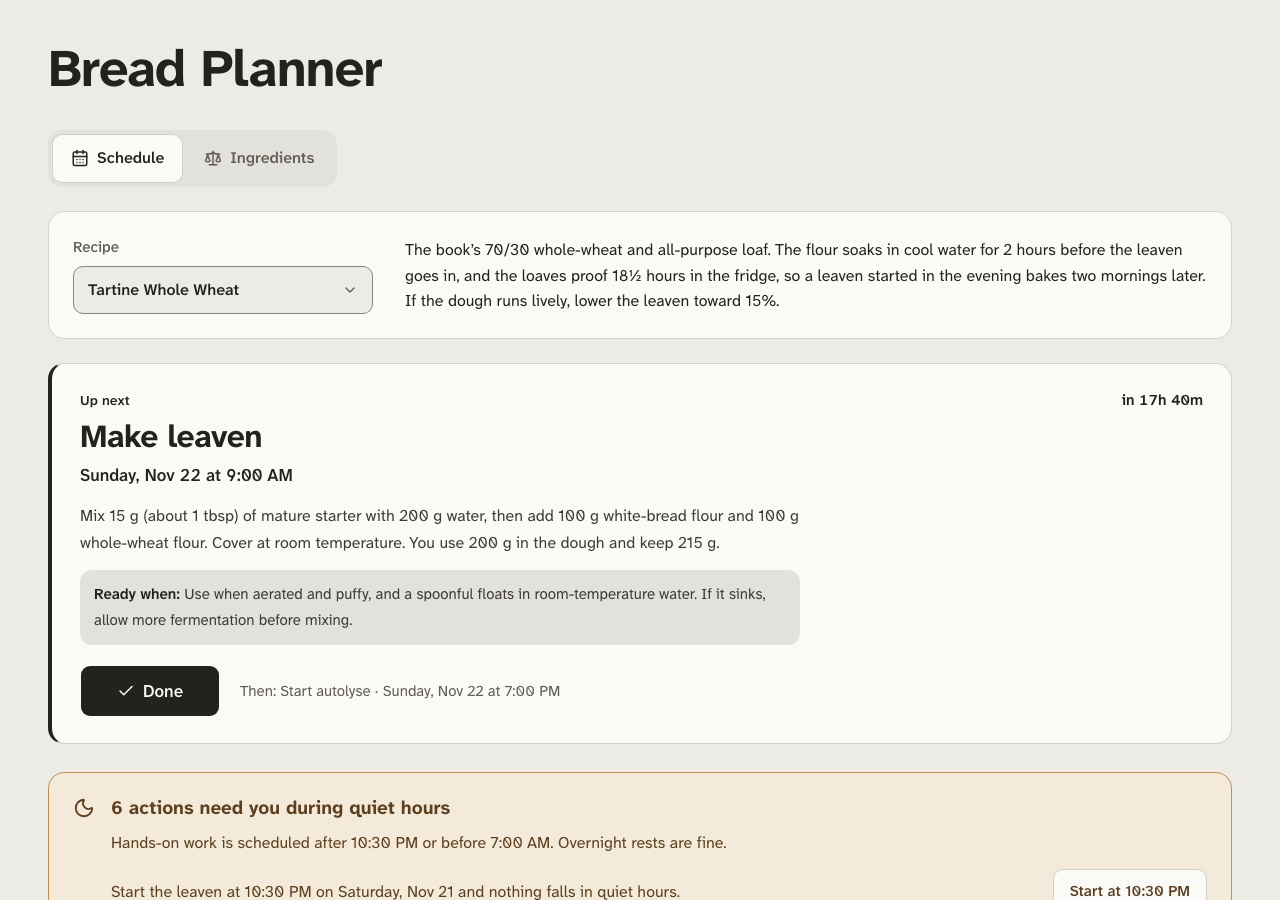 Bread Planner
Schedule
Ingredients
Recipe
Tartine Whole Wheat
The book’s 70/30 whole-wheat and all-purpose loaf. The flour soaks in cool water for 2 hours before the leaven
goes in, and the loaves proof 18½ hours in the fridge, so a leaven started in the evening bakes two mornings later.
If the dough runs lively, lower the leaven toward 15%.
Up next
in 17h 40m
Make leaven
Sunday, Nov 22 at 9:00 AM
Mix 15 g (about 1 tbsp) of mature starter with 200 g water, then add 100 g white-bread flour and 100 g
whole-wheat flour. Cover at room temperature. You use 200 g in the dough and keep 215 g.
Ready when: Use when aerated and puffy, and a spoonful floats in room-temperature water. If it sinks,
allow more fermentation before mixing.
Done
Then: Start autolyse · Sunday, Nov 22 at 7:00 PM
6 actions need you during quiet hours
Hands-on work is scheduled after 10:30 PM or before 7:00 AM. Overnight rests are fine.
Start the leaven at 10:30 PM on Saturday, Nov 21 and nothing falls in quiet hours.
Start at 10:30 PM